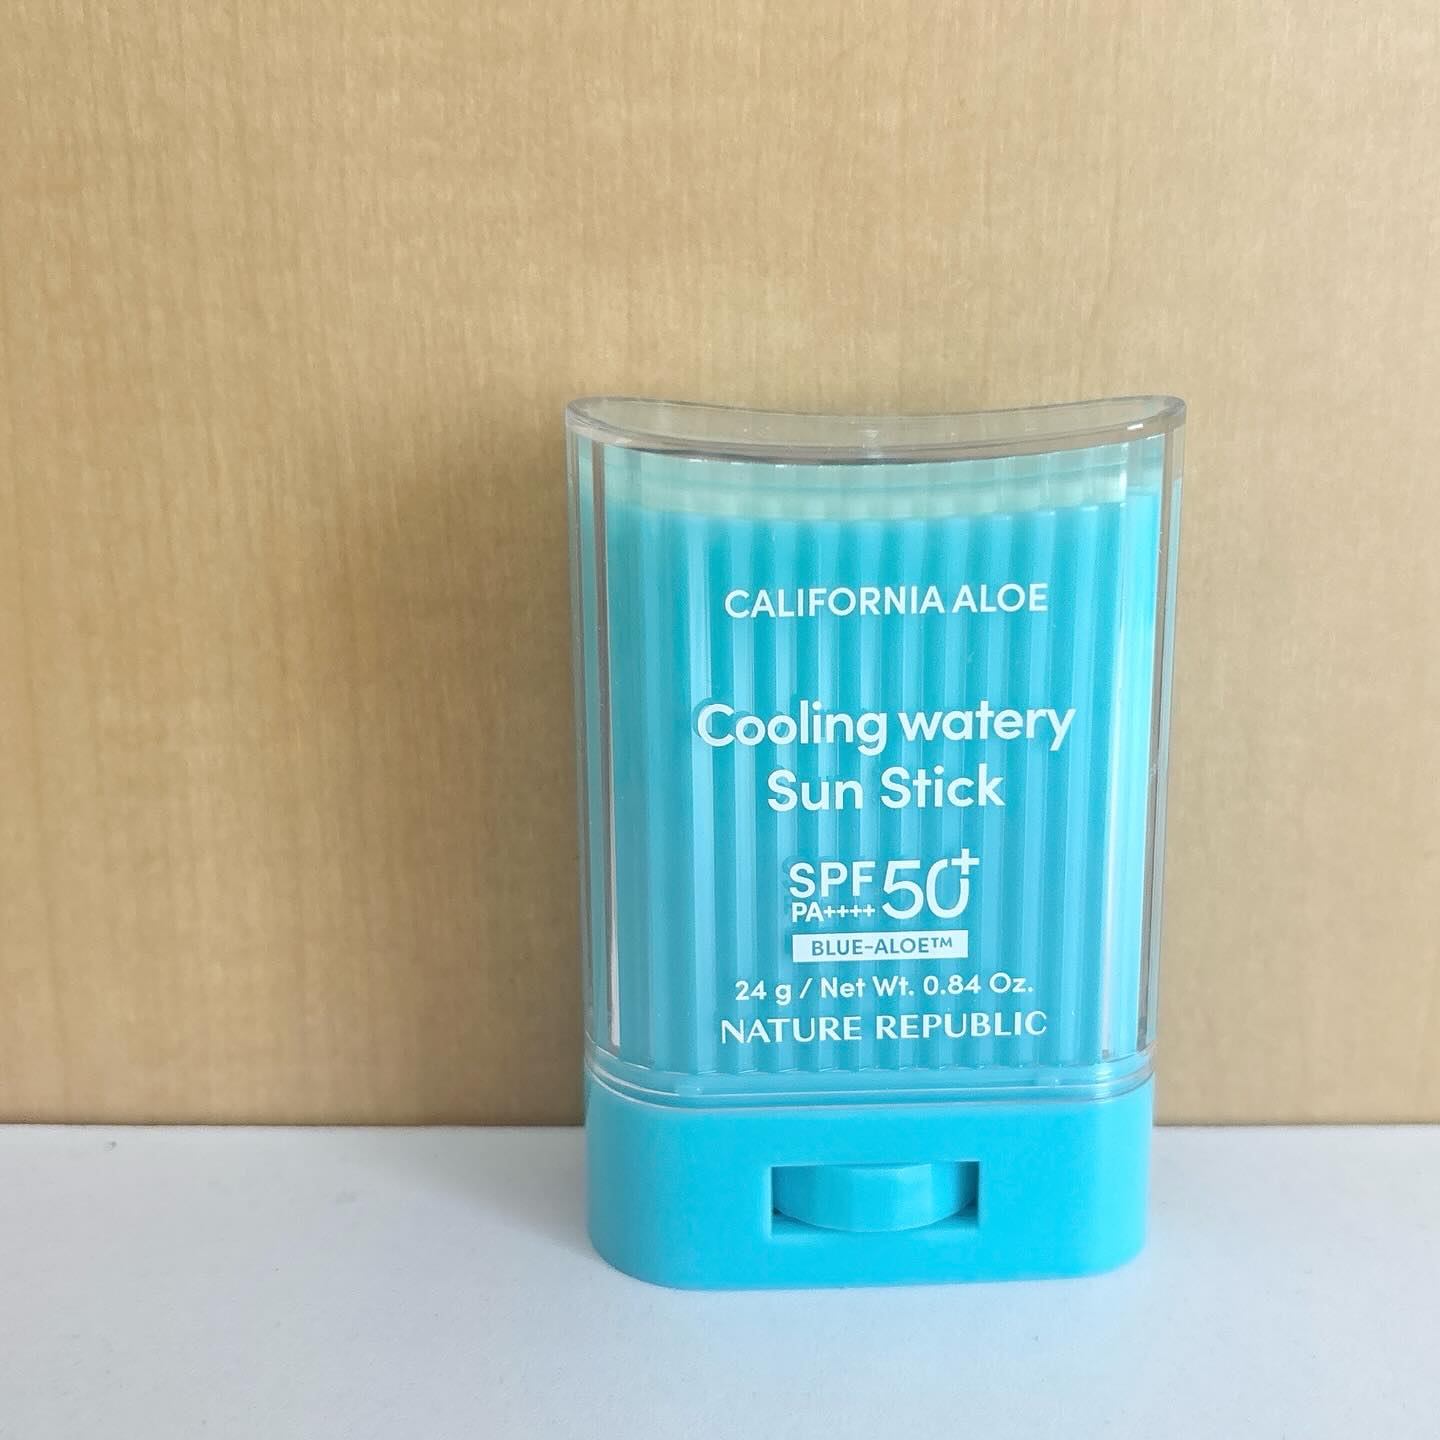 CALIFORNIA ALOE
Cooling watery
Sun Stick
SPF 50+
PA++++
BLUE-ALOE™
24 g / Net Wt. 0.84 Oz.
NATURE REPUBLIC